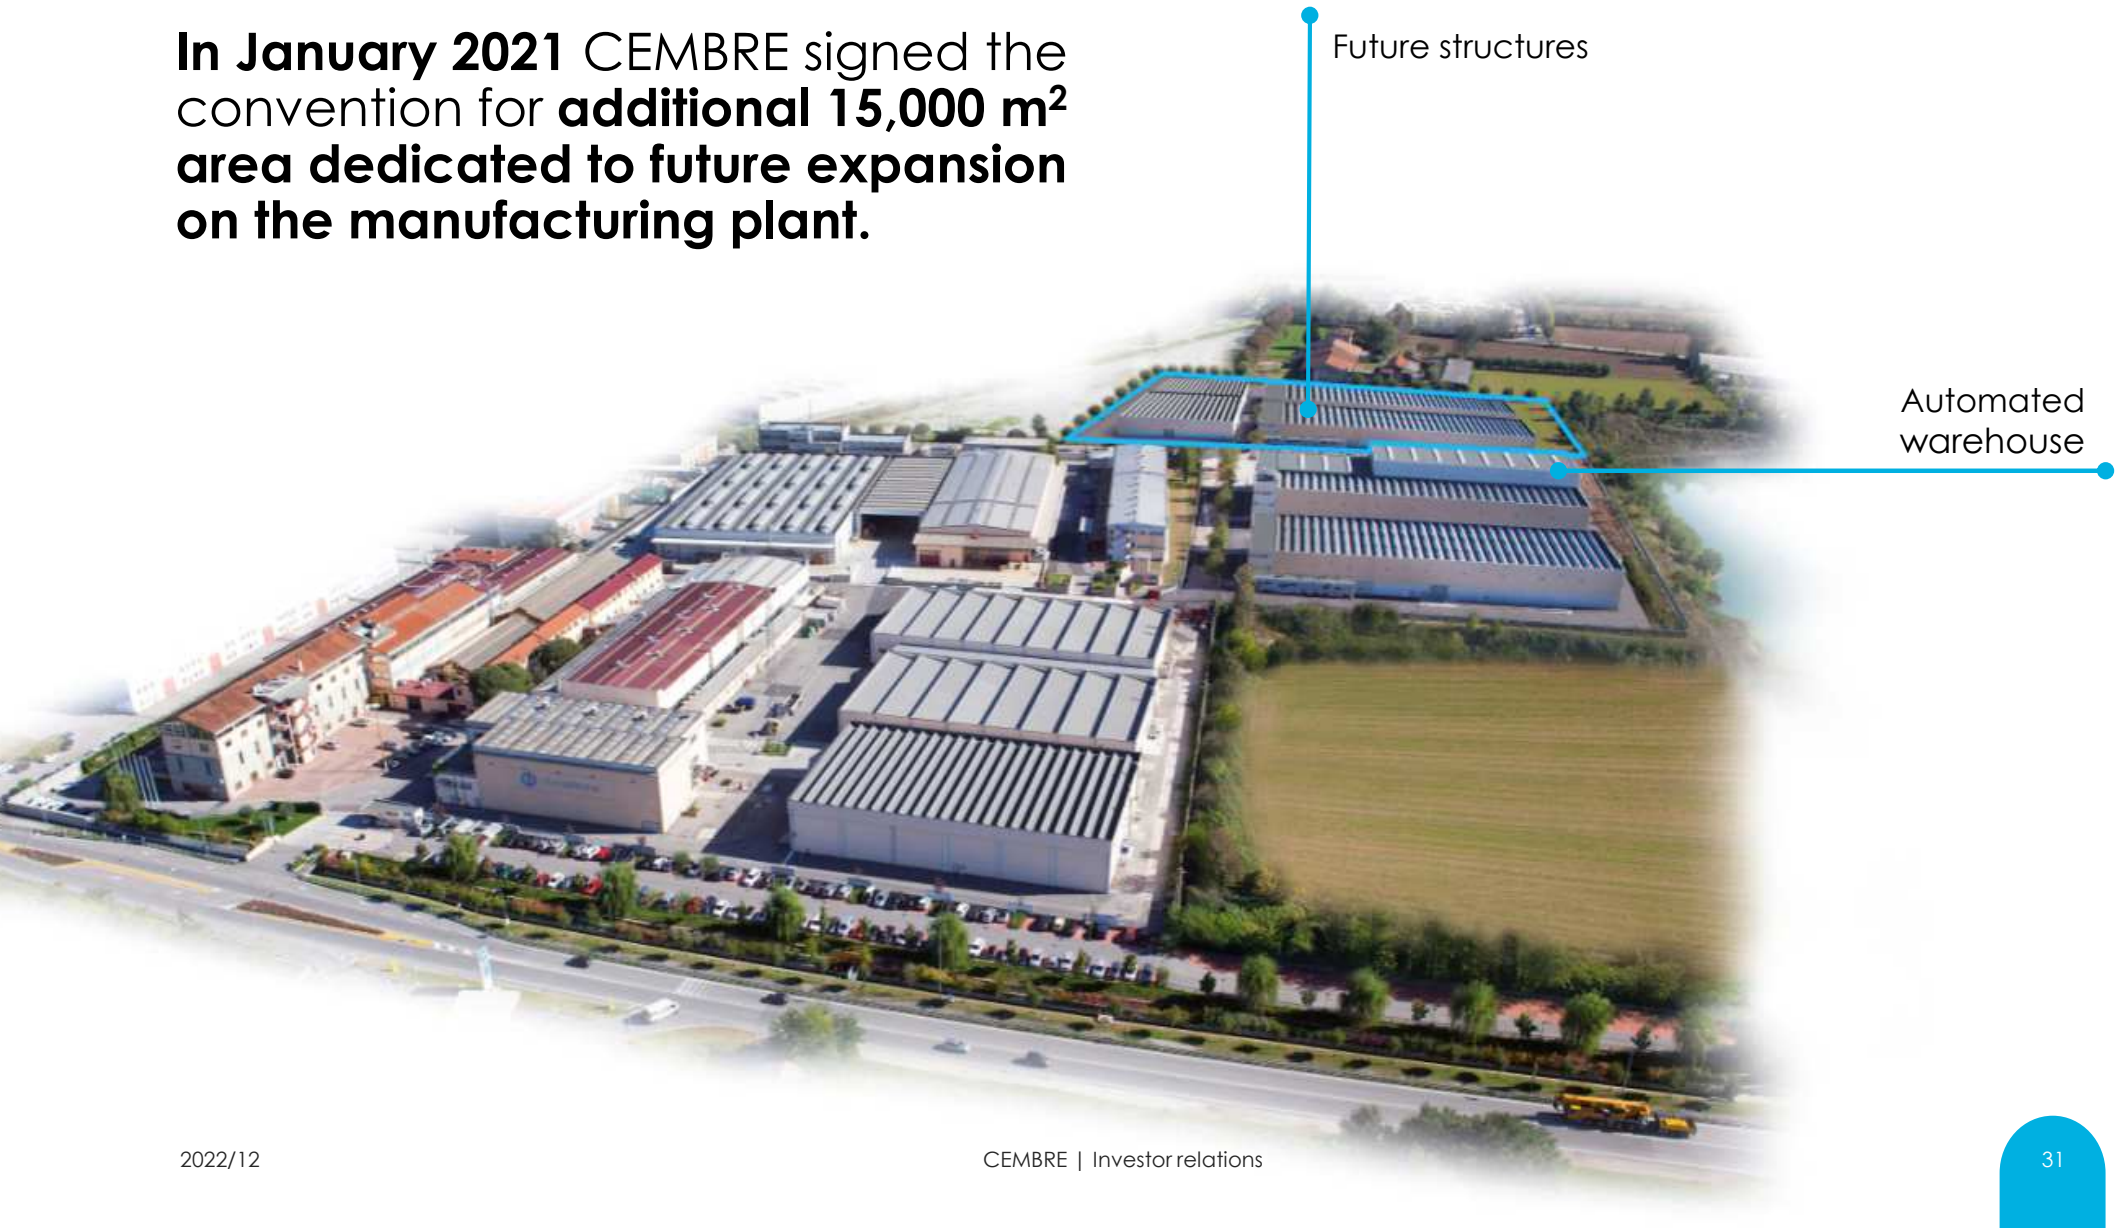 In January 2021 CEMBRE signed the
convention for additional 15,000 m²
area dedicated to future expansion
on the manufacturing plant.
Future structures
Automated
warehouse
2022/12
CEMBRE | Investor relations
31